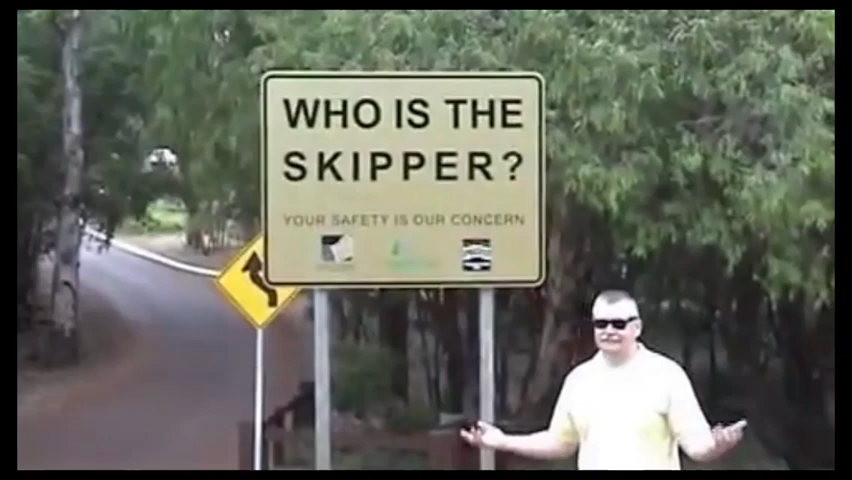 WHO IS THE
SKIPPER?
YOUR SAFETY IS OUR CONCERN